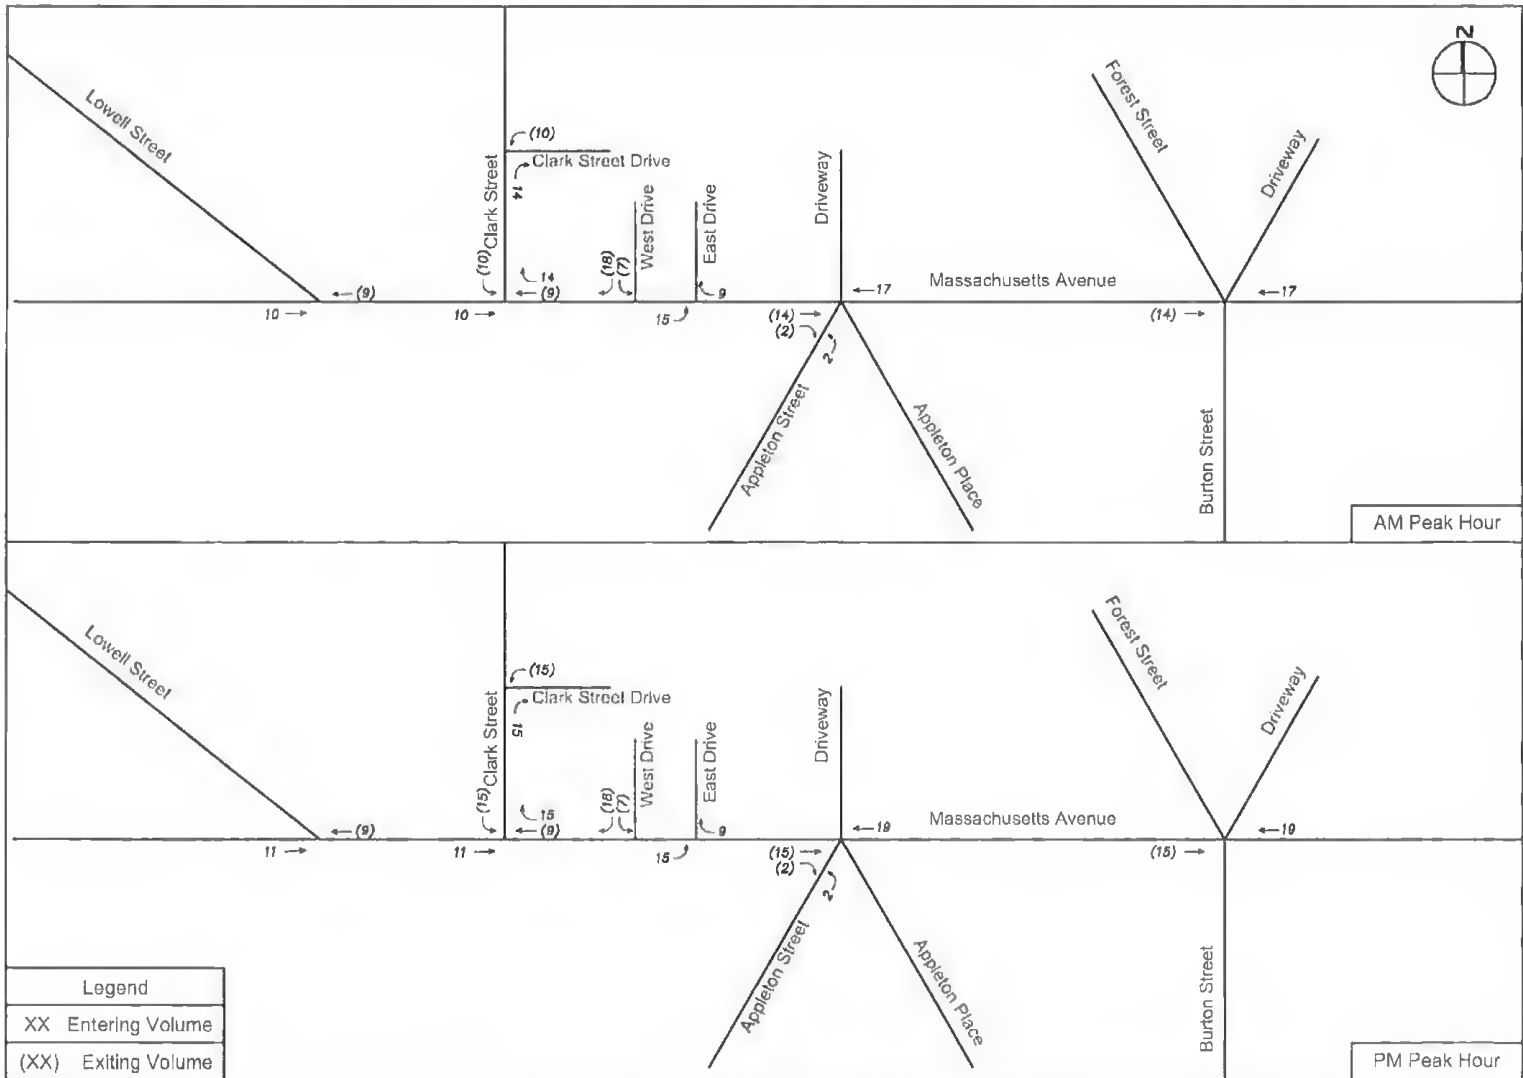 N
Lowell Street
Forest Street
Driveway
(10)
Clark Street Drive
14
Clark Street
(10)
West Drive
East Drive
Driveway
14
(9)
(9)
(18)
(7)
9
17
Massachusetts Avenue
17
10
10
15
(14)
(2)
2
(14)
Appleton Street
Appleton Place
Burton Street
AM Peak Hour
Lowell Street
Forest Street
Driveway
(15)
Clark Street Drive
15
Clark Street
(15)
West Drive
East Drive
Driveway
15
(9)
(9)
(18)
(7)
9
19
Massachusetts Avenue
19
11
11
15
(15)
(2)
2
(15)
Appleton Street
Appleton Place
Burton Street
Legend
XX Entering Volume
(XX) Exiting Volume
PM Peak Hour